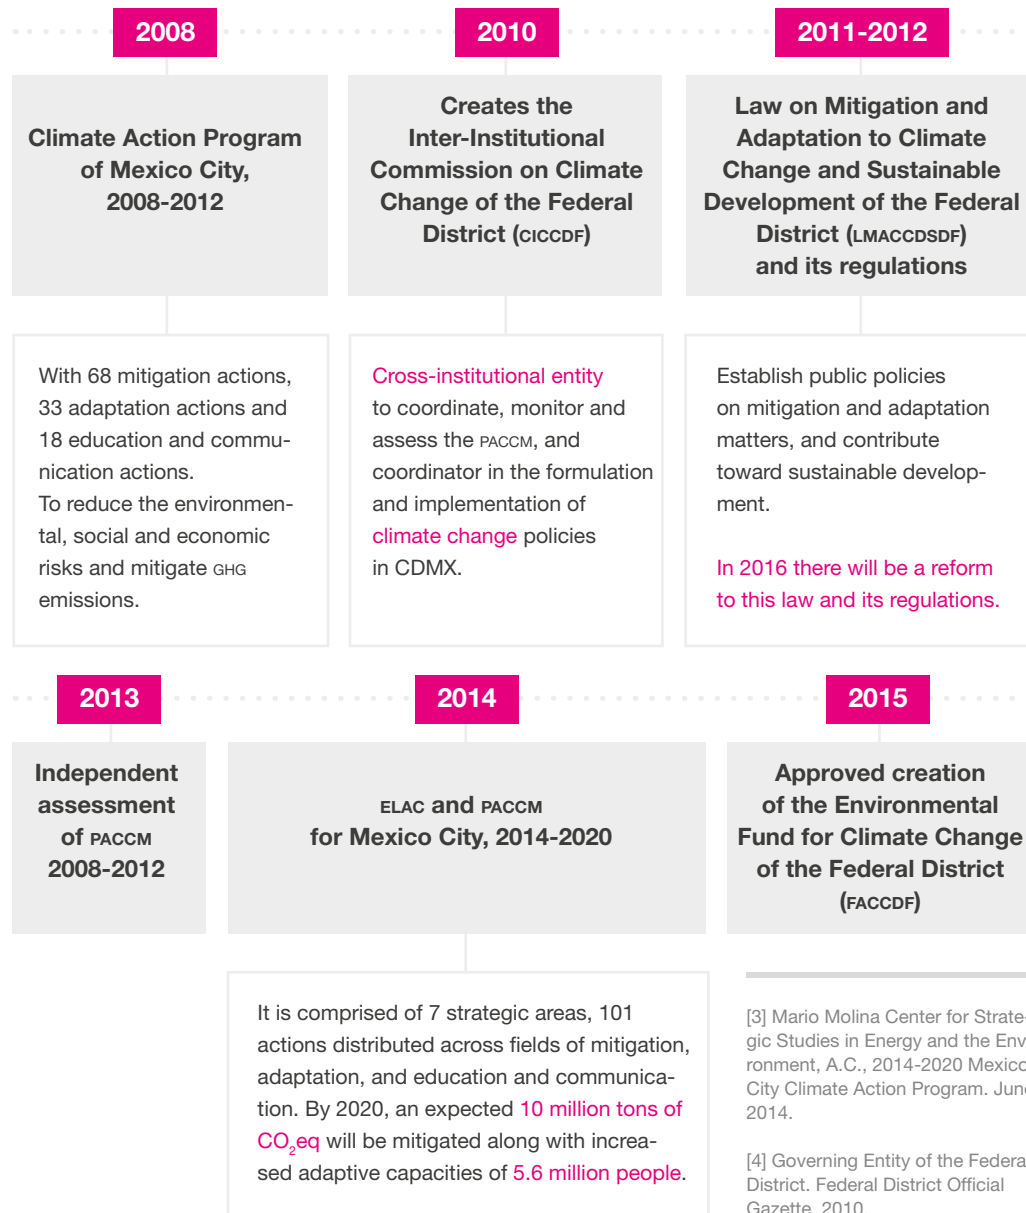 2008
Climate Action Program
of Mexico City,
2008-2012
With 68 mitigation actions,
33 adaptation actions and
18 education and commu-
nication actions.
To reduce the environmen-
tal, social and economic
risks and mitigate GHG
emissions.
2010
Creates the
Inter-Institutional
Commission on Climate
Change of the Federal
District (CICCDF)
Cross-institutional entity
to coordinate, monitor and
assess the PACCM, and
coordinator in the formulation
and implementation of
climate change policies
in CDMX.
2011-2012
Law on Mitigation and
Adaptation to Climate
Change and Sustainable
Development of the Federal
District (LMACCDSDF)
and its regulations
Establish public policies
on mitigation and adaptation
matters, and contribute
toward sustainable develop-
ment.
In 2016 there will be a reform
to this law and its regulations.
2013
Independent
assessment
of PACCM
2008-2012
2014
ELAC and PACCM
for Mexico City, 2014-2020
It is comprised of 7 strategic areas, 101
actions distributed across fields of mitigation,
adaptation, and education and communica-
tion. By 2020, an expected 10 million tons of
CO₂eq will be mitigated along with increa-
sed adaptive capacities of 5.6 million people.
2015
Approved creation
of the Environmental
Fund for Climate Change
of the Federal District
(FACCDF)
[3] Mario Molina Center for Strate-
gic Studies in Energy and the Envi
ronment, A.C., 2014-2020 Mexico
City Climate Action Program. June
2014.
[4] Governing Entity of the Federa
District. Federal District Official
Gazette, 2010